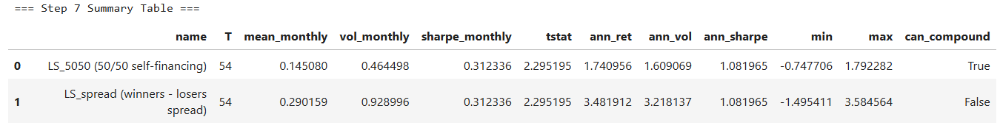 === Step 7 Summary Table ===
name T mean_monthly vol_monthly sharpe_monthly tstat ann_ret ann_vol ann_sharpe min max can_compound
0 LS_5050 (50/50 self-financing) 54 0.145080 0.464498 0.312336 2.295195 1.740956 1.609069 1.081965 -0.747706 1.792282 True
1 LS_spread (winners - losers spread) 54 0.290159 0.928996 0.312336 2.295195 3.481912 3.218137 1.081965 -1.495411 3.584564 False